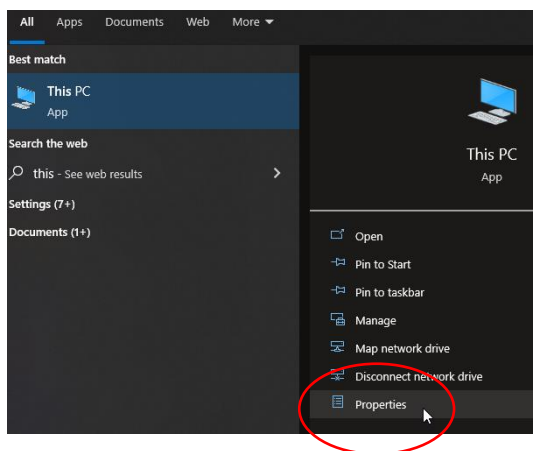 All Apps Documents Web More
Best match
This PC
App
Search the web
this - See web results
Settings (7+)
Documents (1+)
This PC
App
Open
Pin to Start
Pin to taskbar
Manage
Map network drive
Disconnect network drive
Properties